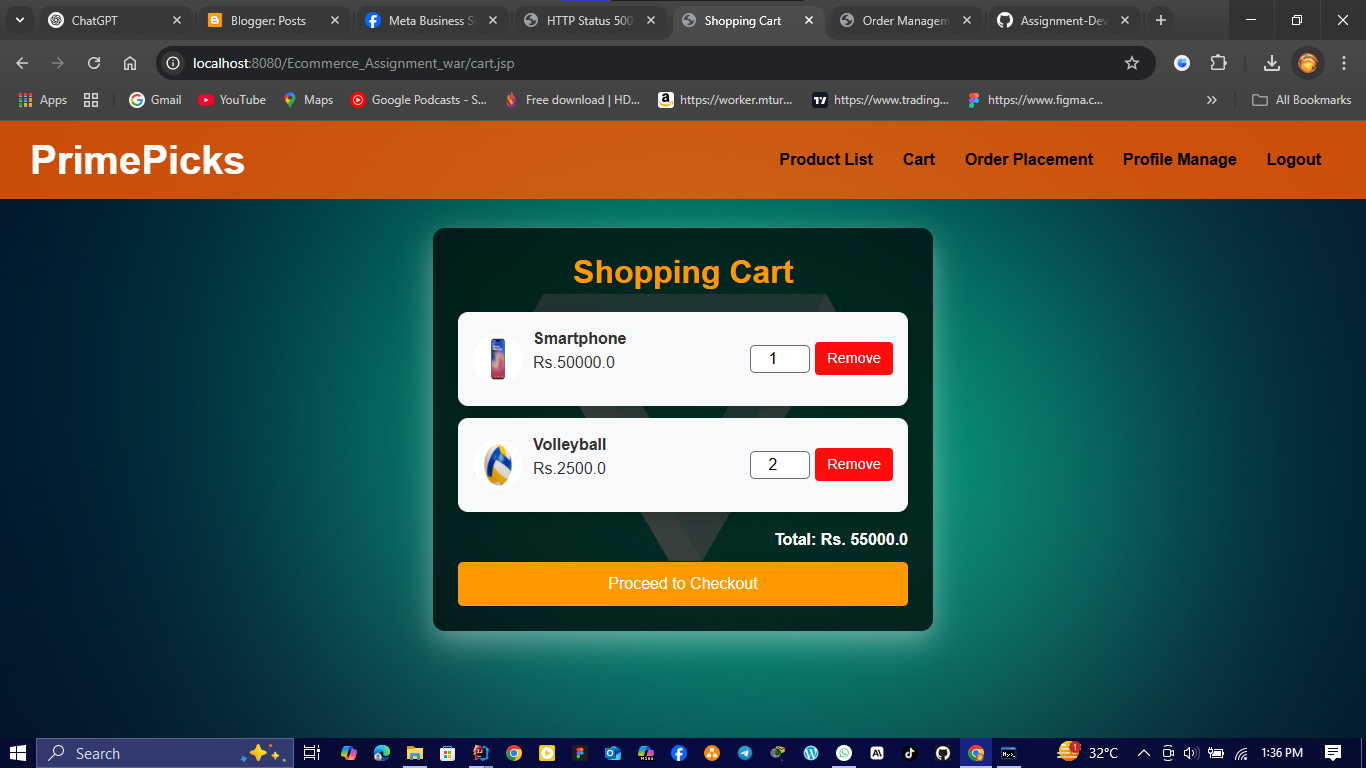 ChatGPT
Blogger: Posts
Meta Business S
HTTP Status 500
Shopping Cart
Order Managem
Assignment-Dev
localhost:8080/Ecommerce_Assignment_war/cart.jsp
Apps
Gmail
YouTube
Maps
Google Podcasts - S...
Free download | HD...
https://worker.mtur...
https://www.trading...
https://www.figma.c...
All Bookmarks
PrimePicks
Product List
Cart
Order Placement
Profile Manage
Logout
Shopping Cart
Smartphone
Rs.50000.0
1
Remove
Volleyball
Rs.2500.0
2
Remove
Total: Rs. 55000.0
Proceed to Checkout
Search
32°C
1:36 PM